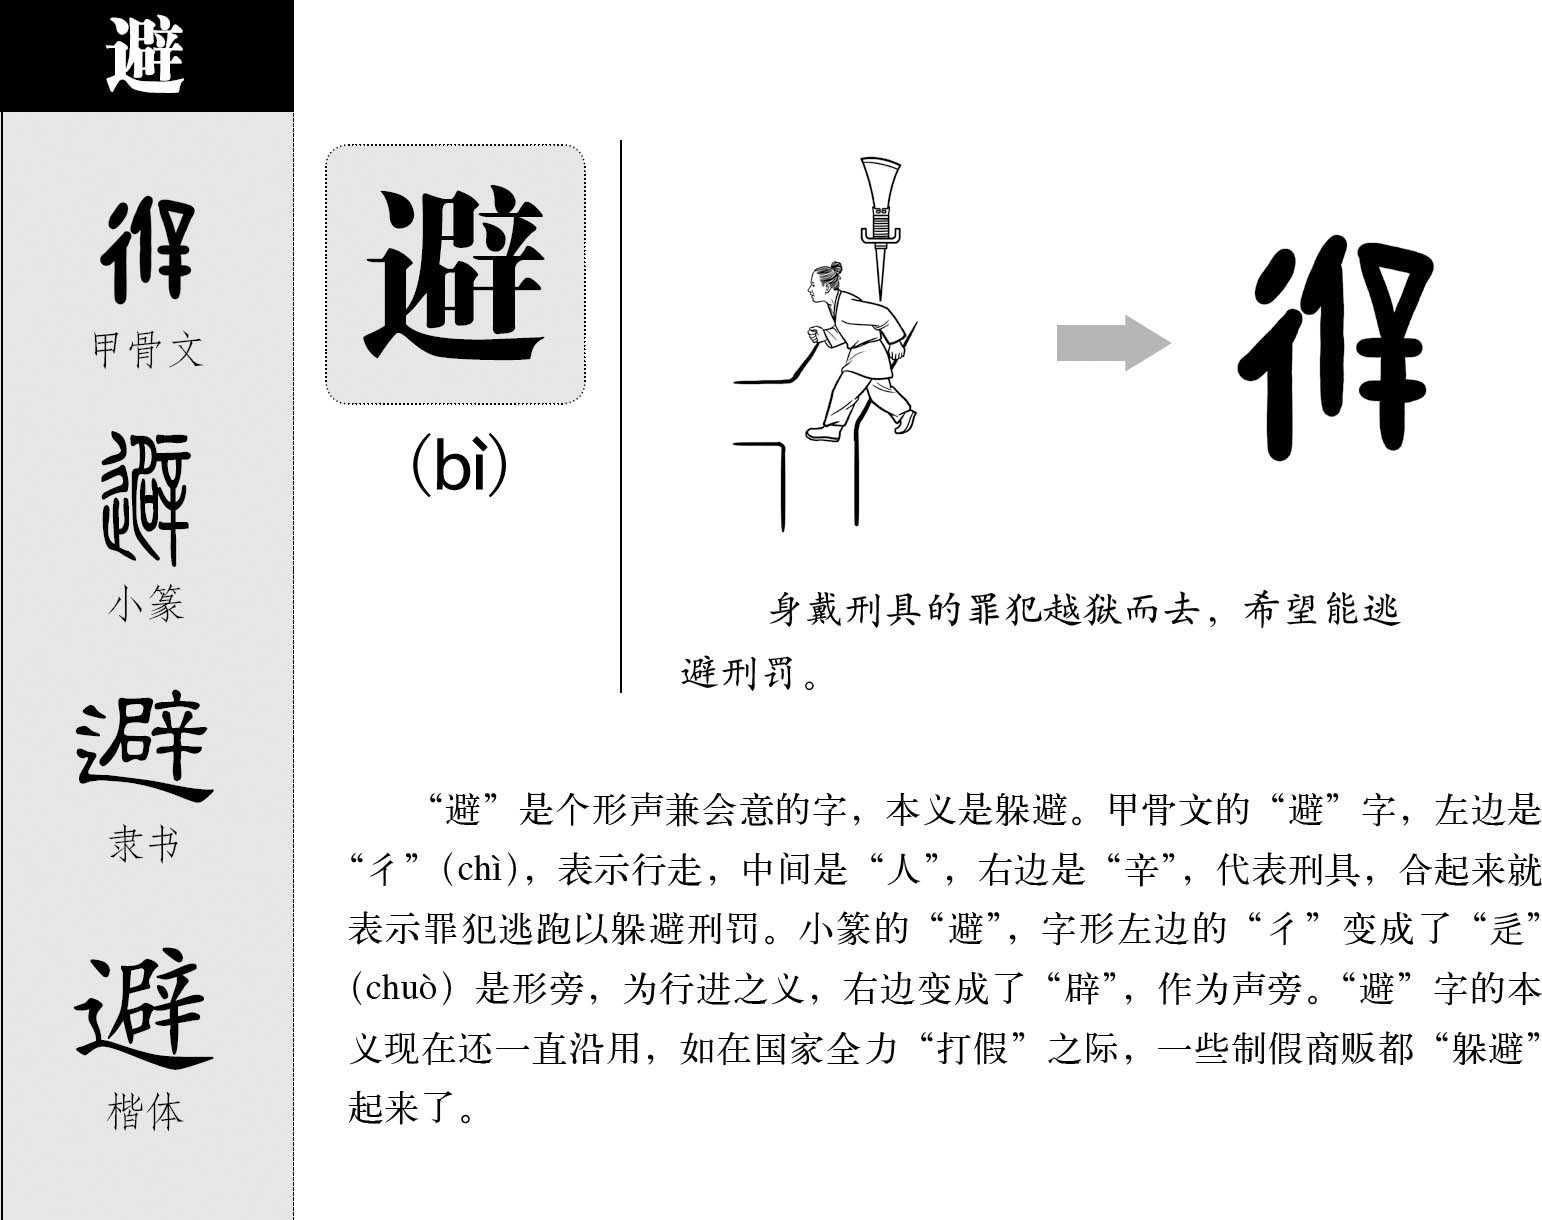 避
甲骨文
小篆
隶书
楷体
避
(bì)
身戴刑具的罪犯越狱而去，希望能逃
避刑罚。
“避”是个形声兼会意的字，本义是躲避。甲骨文的“避”字，左边是
“彳”（chì），表示行走，中间是“人”，右边是“辛”，代表刑具，合起来就
表示罪犯逃跑以躲避刑罚。小篆的“避”，字形左边的“彳”变成了“辵”
（chuò）是形旁，为行进之义，右边变成了“辟”，作为声旁。“避”字的本
义现在还一直沿用，如在国家全力“打假”之际，一些制假商贩都“躲避”
起来了。